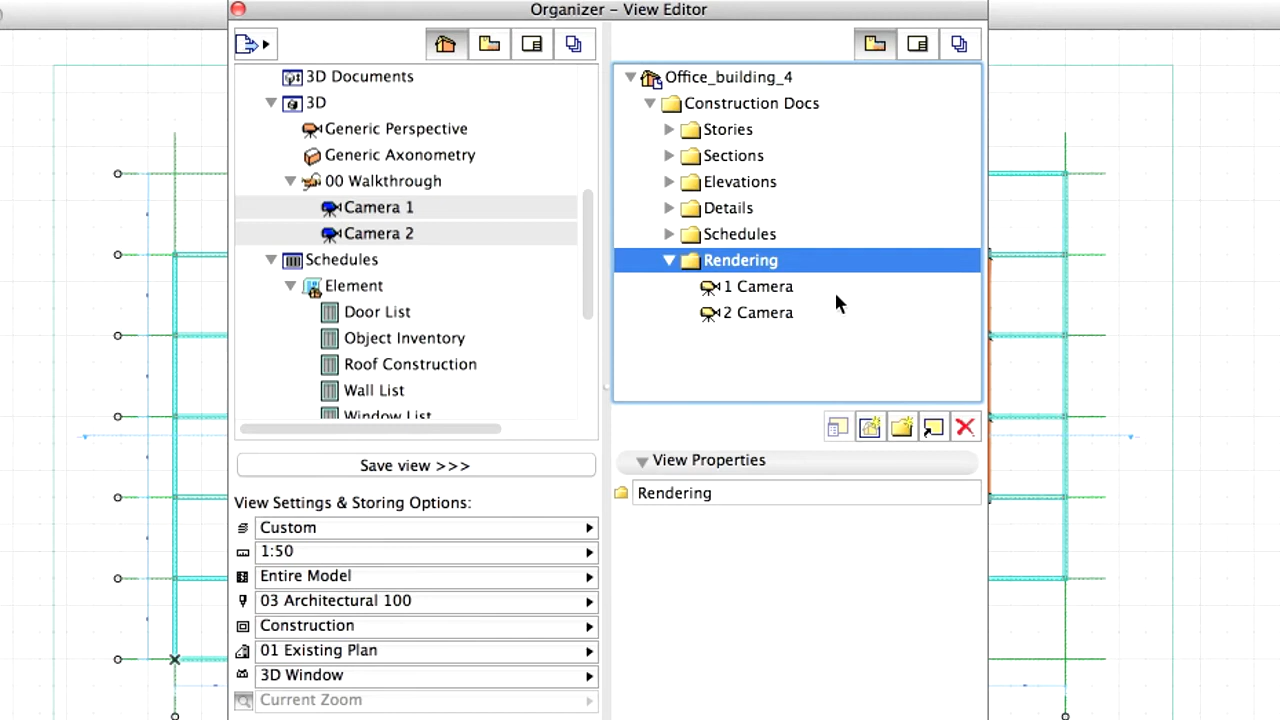 Organizer - View Editor
3D Documents
3D
Generic Perspective
Generic Axonometry
00 Walkthrough
Camera 1
Camera 2
Schedules
Element
Door List
Object Inventory
Roof Construction
Wall List
Window List
Save view >>>
View Settings & Storing Options:
Custom
1:50
Entire Model
03 Architectural 100
Construction
01 Existing Plan
3D Window
Current Zoom
Office_building_4
Construction Docs
Stories
Sections
Elevations
Details
Schedules
Rendering
1 Camera
2 Camera
View Properties
Rendering